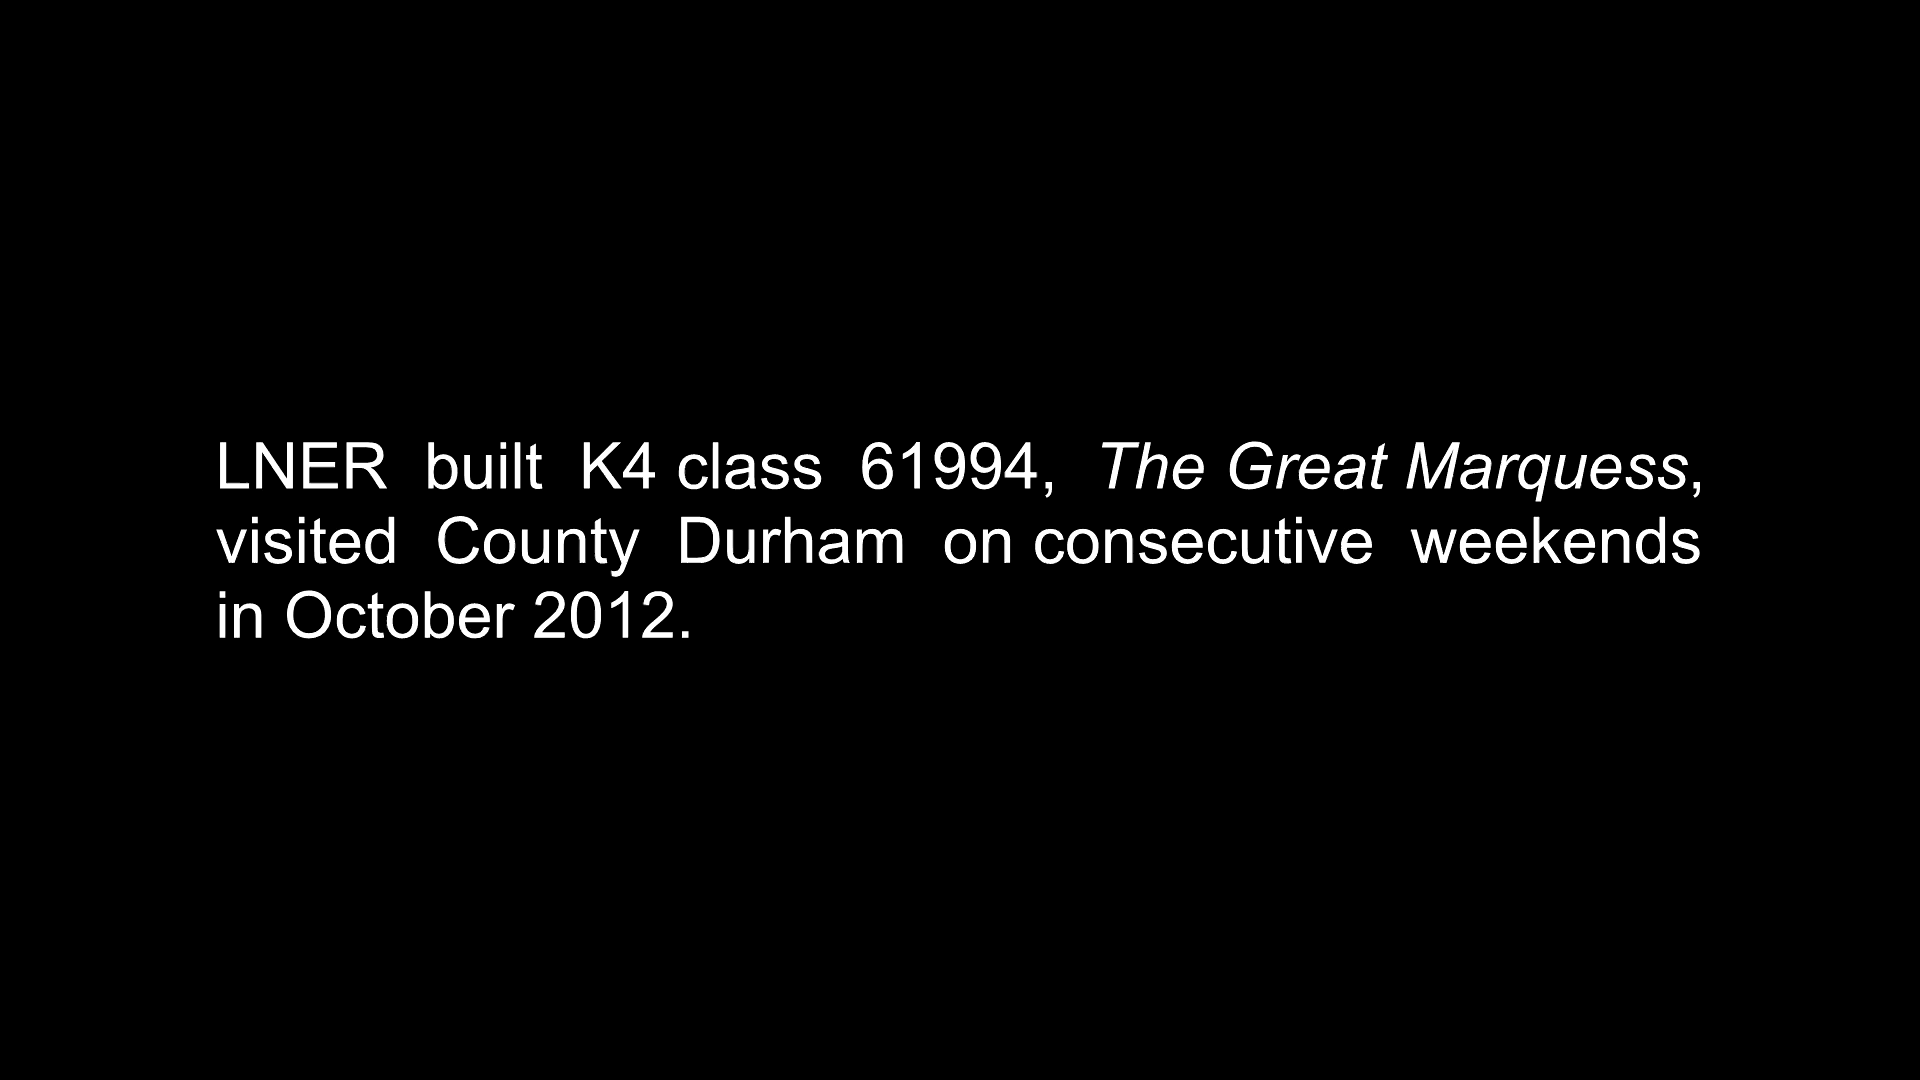 LNER built K4 class 61994, The Great Marquess,
visited County Durham on consecutive weekends
in October 2012.